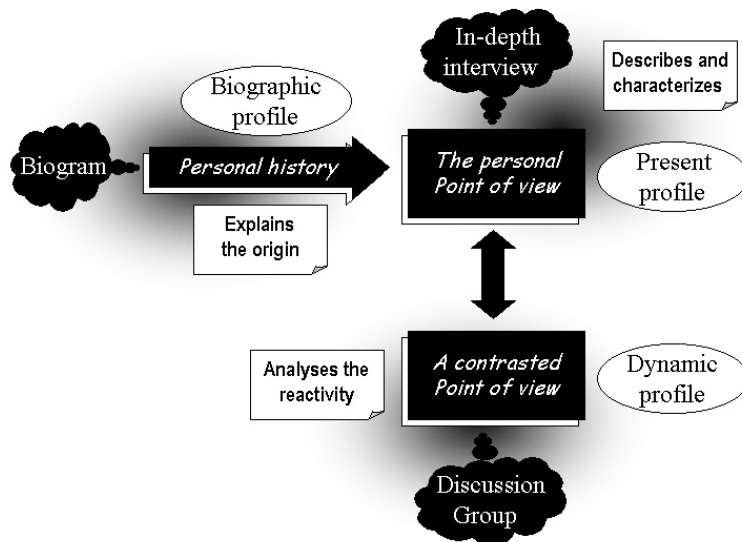 In-depth
interview
Describes and
characterizes
Biographic
profile
Biogram
Personal history
The personal
Point of view
Present
profile
Explains
the origin
Analyses the
reactivity
A contrasted
Point of view
Dynamic
profile
Discussion
Group